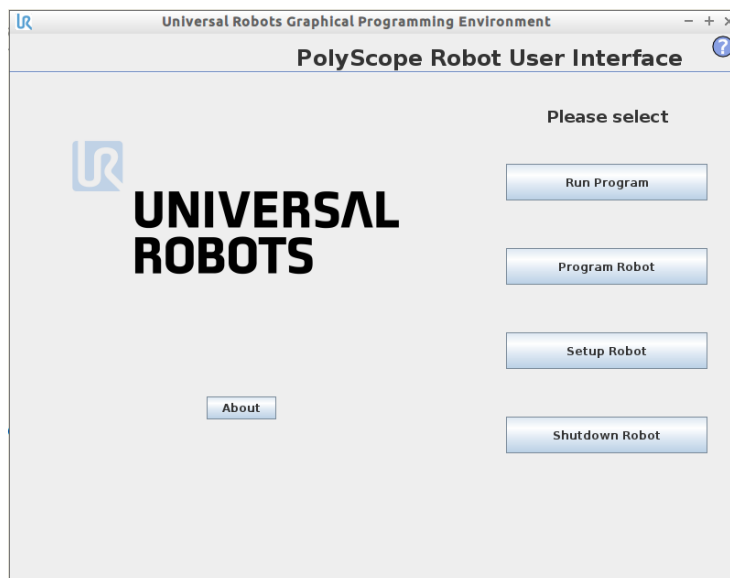 Universal Robots Graphical Programming Environment
PolyScope Robot User Interface
?
Please select
UR
UNIVERSAL
ROBOTS
Run Program
Program Robot
Setup Robot
About
Shutdown Robot